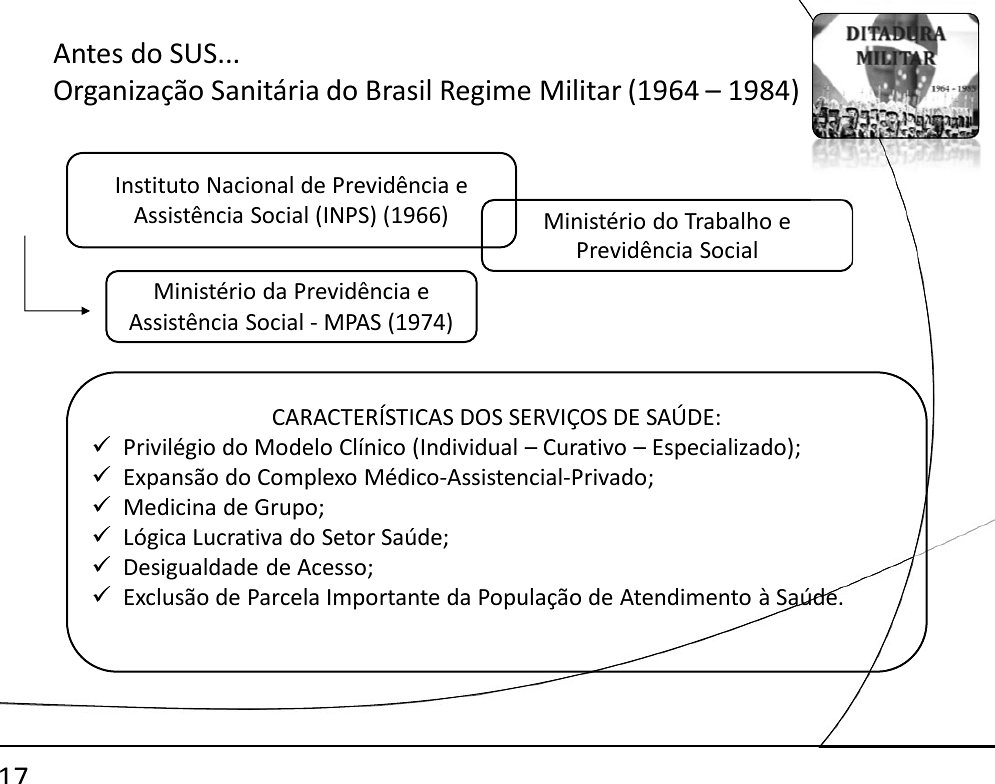 Antes do SUS...
Organização Sanitária do Brasil Regime Militar (1964 – 1984)
DITADURA
MILITAR
1964 - 1985
Instituto Nacional de Previdência e
Assistência Social (INPS) (1966)
Ministério do Trabalho e
Previdência Social
Ministério da Previdência e
Assistência Social - MPAS (1974)
CARACTERÍSTICAS DOS SERVIÇOS DE SAÚDE:
✓ Privilégio do Modelo Clínico (Individual – Curativo – Especializado);
✓ Expansão do Complexo Médico-Assistencial-Privado;
✓ Medicina de Grupo;
✓ Lógica Lucrativa do Setor Saúde;
✓ Desigualdade de Acesso;
✓ Exclusão de Parcela Importante da População de Atendimento à Saúde.
17